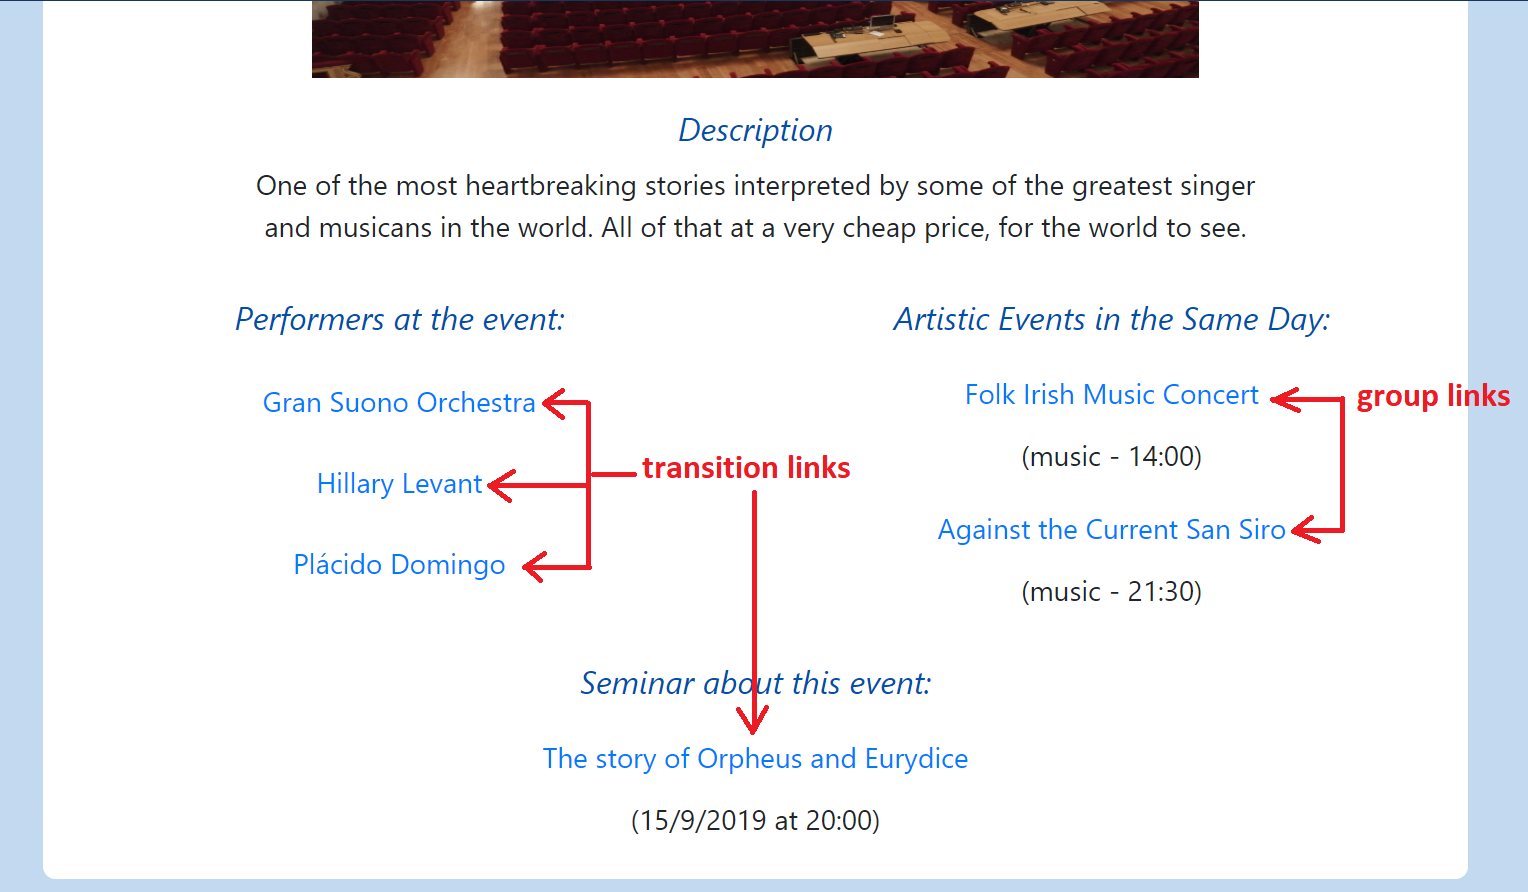 Description
One of the most heartbreaking stories interpreted by some of the greatest singer
and musicans in the world. All of that at a very cheap price, for the world to see.
Performers at the event:
Gran Suono Orchestra
Hillary Levant
Plácido Domingo
transition links
Artistic Events in the Same Day:
Folk Irish Music Concert
(music - 14:00)
Against the Current San Siro
(music - 21:30)
group links
Seminar about this event:
The story of Orpheus and Eurydice
(15/9/2019 at 20:00)